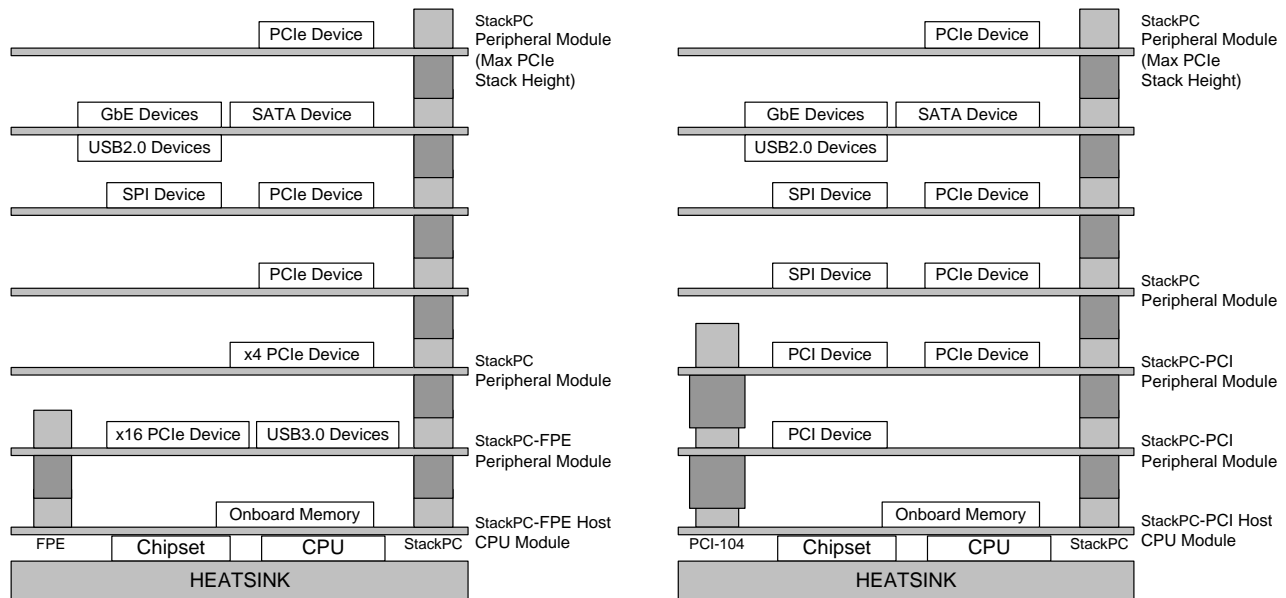 PCIe Device
StackPC
Peripheral Module
(Max PCIe
Stack Height)
GbE Devices
SATA Device
USB2.0 Devices
SPI Device
PCIe Device
PCIe Device
x4 PCIe Device
StackPC
Peripheral Module
x16 PCIe Device
USB3.0 Devices
StackPC-FPE
Peripheral Module
Onboard Memory
StackPC-FPE Host
CPU Module
FPE
Chipset
CPU
StackPC
HEATSINK
PCIe Device
StackPC
Peripheral Module
(Max PCIe
Stack Height)
GbE Devices
SATA Device
USB2.0 Devices
SPI Device
PCIe Device
SPI Device
PCIe Device
StackPC
Peripheral Module
PCI Device
PCIe Device
StackPC-PCI
Peripheral Module
PCI Device
StackPC-PCI
Peripheral Module
Onboard Memory
StackPC-PCI Host
CPU Module
PCI-104
Chipset
CPU
StackPC
HEATSINK